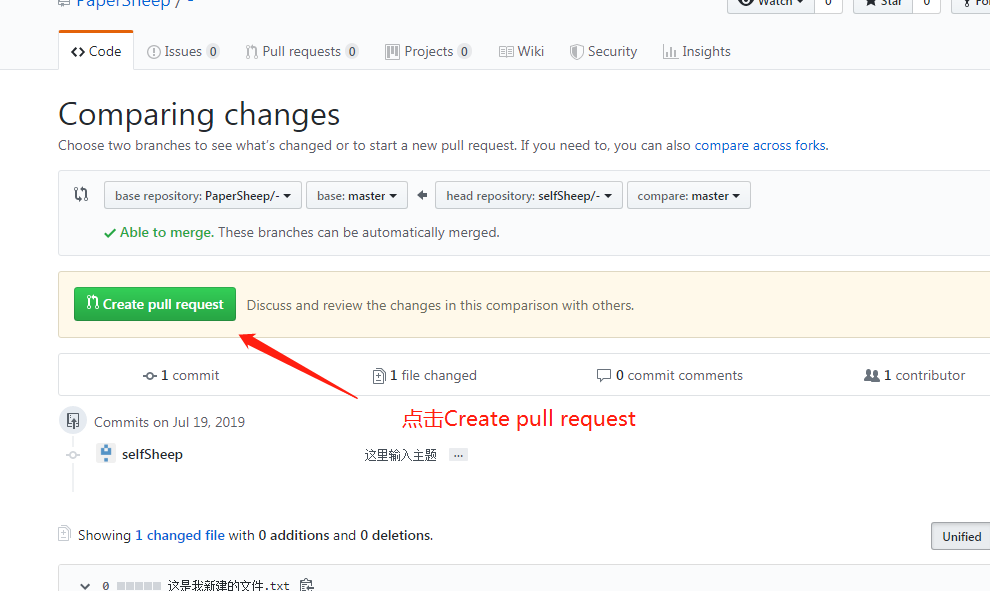 PaperSheep / -
Watch 0 Star 0 For
Code Issues 0 Pull requests 0 Projects 0 Wiki Security Insights
Comparing changes
Choose two branches to see what's changed or to start a new pull request. If you need to, you can also compare across forks.
base repository: PaperSheep/- base: master head repository: selfSheep/- compare: master
Able to merge. These branches can be automatically merged.
Create pull request Discuss and review the changes in this comparison with others.
1 commit 1 file changed 0 commit comments 1 contributor
点击Create pull request
Commits on Jul 19, 2019
selfSheep 这里输入主题 ...
Showing 1 changed file with 0 additions and 0 deletions.
Unified
0 这是我新建的文件.txt